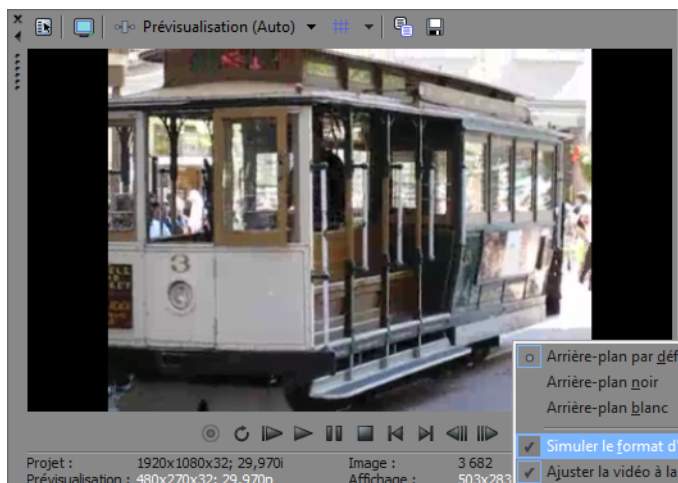 Prévisualisation (Auto)
3
Arrière-plan par déf
Arrière-plan noir
Arrière-plan blanc
Simuler le format d'
Ajuster la vidéo à la
Projet : 1920x1080x32; 29,970i Image : 3 682
Prévisualisation : 480x270x32; 29,970p Affichage : 503x283